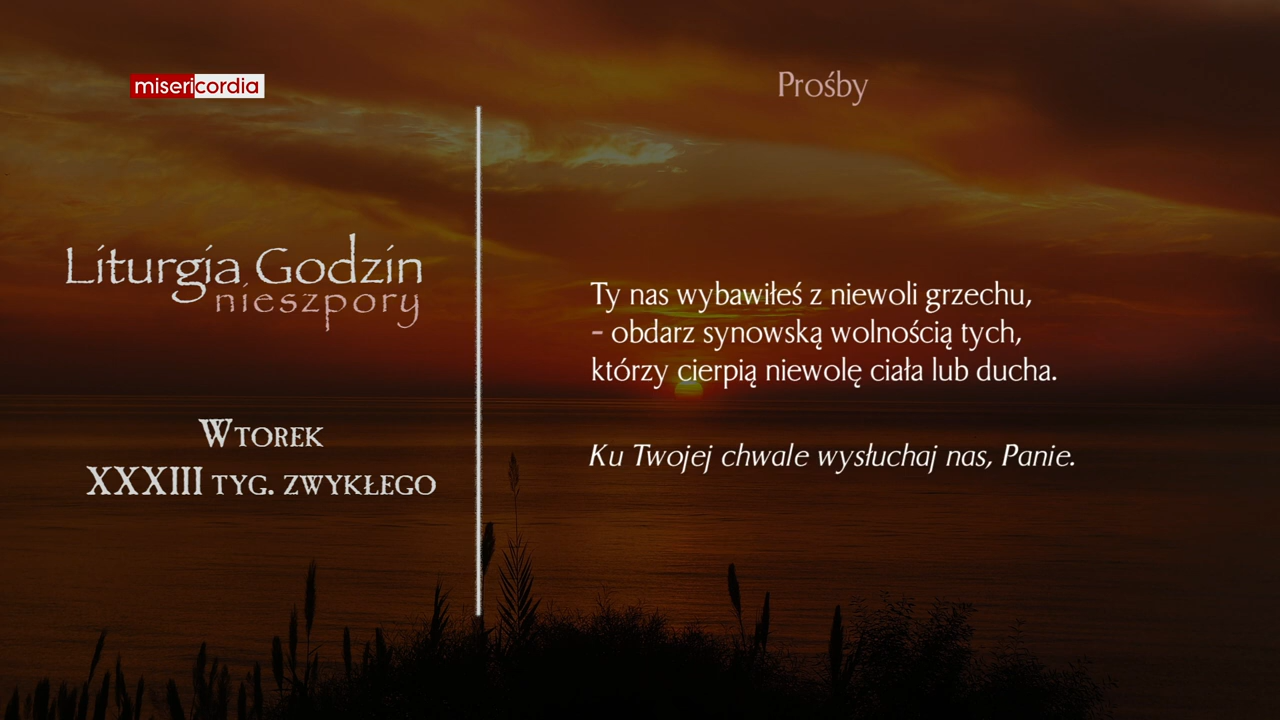 misericordia
Prośby
Liturgia Godzin
nieszpory
Wtorek
XXXIII tyg. zwykłego
Ty nas wybawiłeś z niewoli grzechu,
- obdarz synowską wolnością tych,
którzy cierpią niewolę ciała lub ducha.
Ku Twojej chwale wysłuchaj nas, Panie.